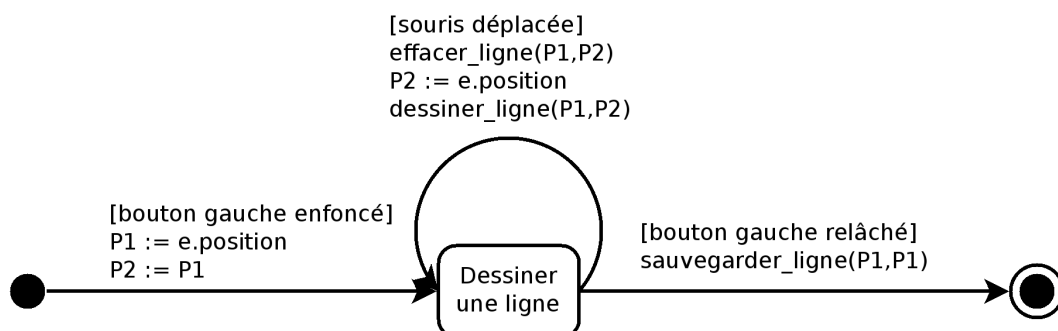 [souris déplacée]
effacer_ligne(P1,P2)
P2 := e.position
dessiner_ligne(P1,P2)
[bouton gauche enfoncé]
P1 := e.position
P2 := P1
Dessiner
une ligne
[bouton gauche relâché]
sauvegarder_ligne(P1,P1)